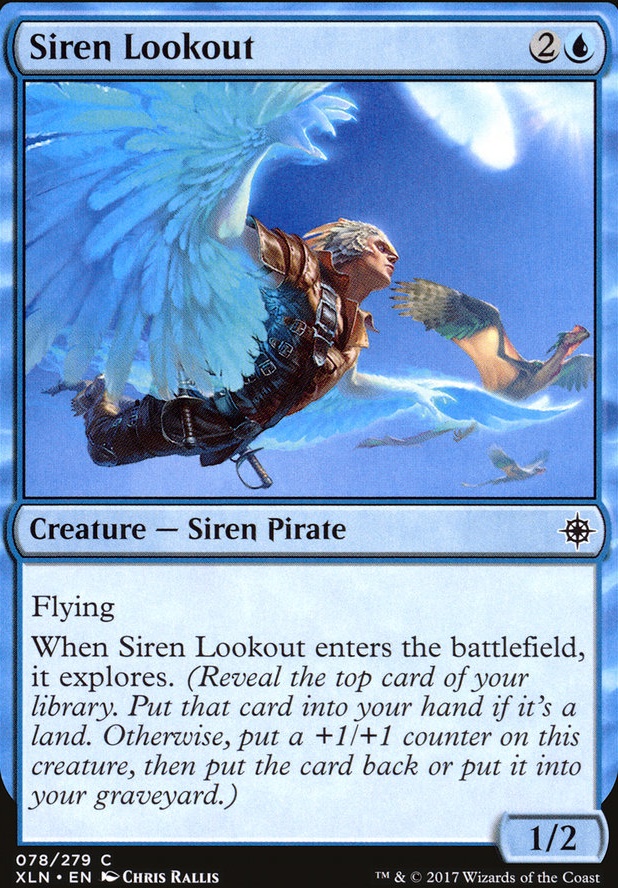 Siren Lookout 2
Creature — Siren Pirate
Flying
When Siren Lookout enters the battlefield,
it explores. (Reveal the top card of your
library. Put that card into your hand if it's a
land. Otherwise, put a +1/+1 counter on this
creature, then put the card back or put it into
your graveyard.)
1/2
078/279 C
XLN • EN Chris Rallis ™ & © 2017 Wizards of the Coast